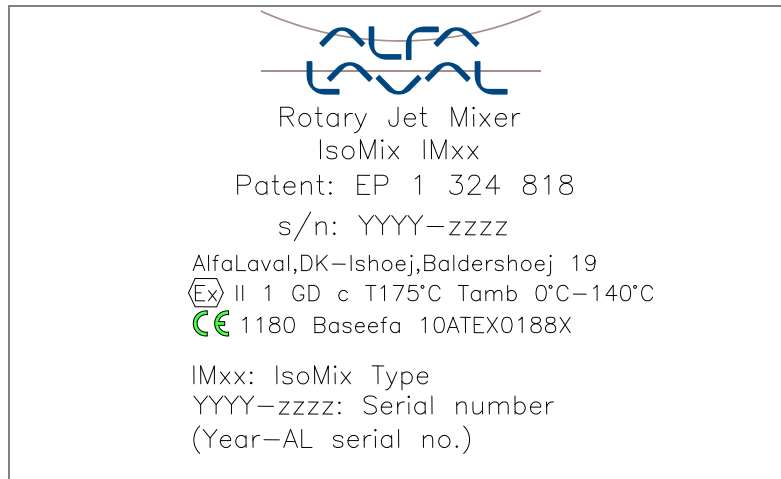 ALFA
LAVAL
Rotary Jet Mixer
IsoMix IMxx
Patent: EP 1 324 818
s/n: YYYY-zzzz
AlfaLaval,DK-Ishoej,Baldershoej 19
Ex II 1 GD c T175°C Tamb 0°C-140°C
CE 1180 Baseefa 10ATEX0188X
IMxx: IsoMix Type
YYYY-zzzz: Serial number
(Year-AL serial no.)